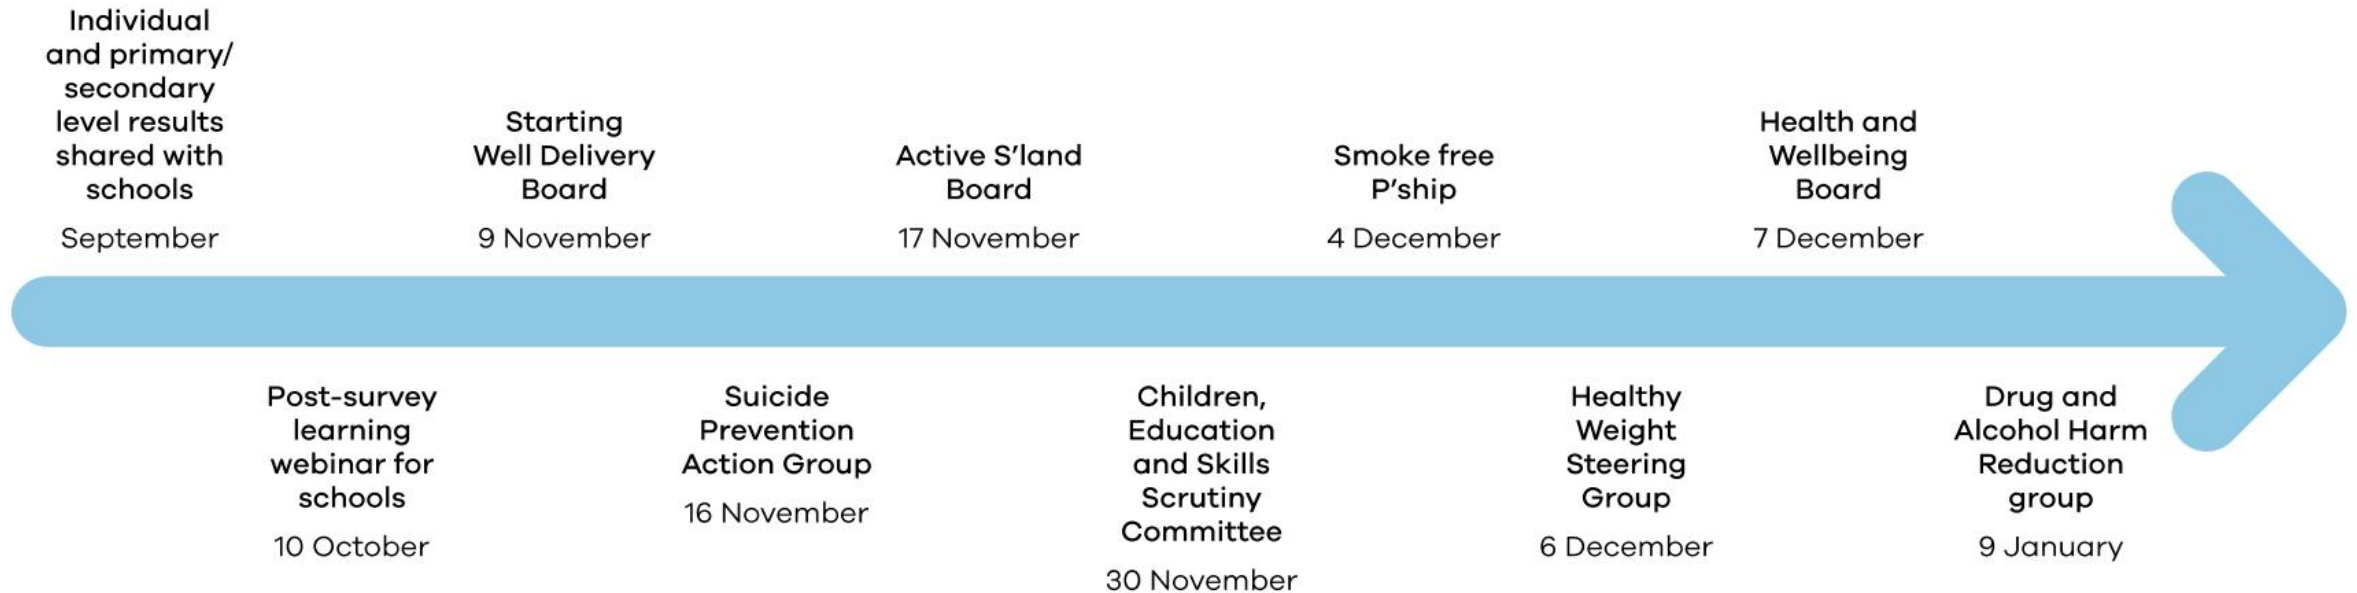 Individual
and primary/
secondary
level results
shared with
schools
September
Post-survey
learning
webinar for
schools
10 October
Starting
Well Delivery
Board
9 November
Suicide
Prevention
Action Group
16 November
Active S’land
Board
17 November
Children,
Education
and Skills
Scrutiny
Committee
30 November
Smoke free
P’ship
4 December
Healthy
Weight
Steering
Group
6 December
Health and
Wellbeing
Board
7 December
Drug and
Alcohol Harm
Reduction
group
9 January